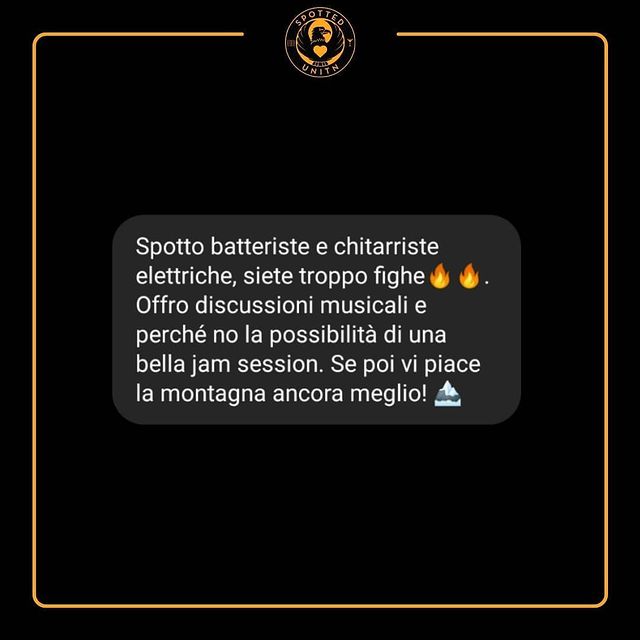 SPOTTED
UNITN
Spotto batteriste e chitarriste
elettriche, siete troppo fighe🔥🔥.
Offro discussioni musicali e
perché no la possibilità di una
bella jam session. Se poi vi piace
la montagna ancora meglio! 🏔️